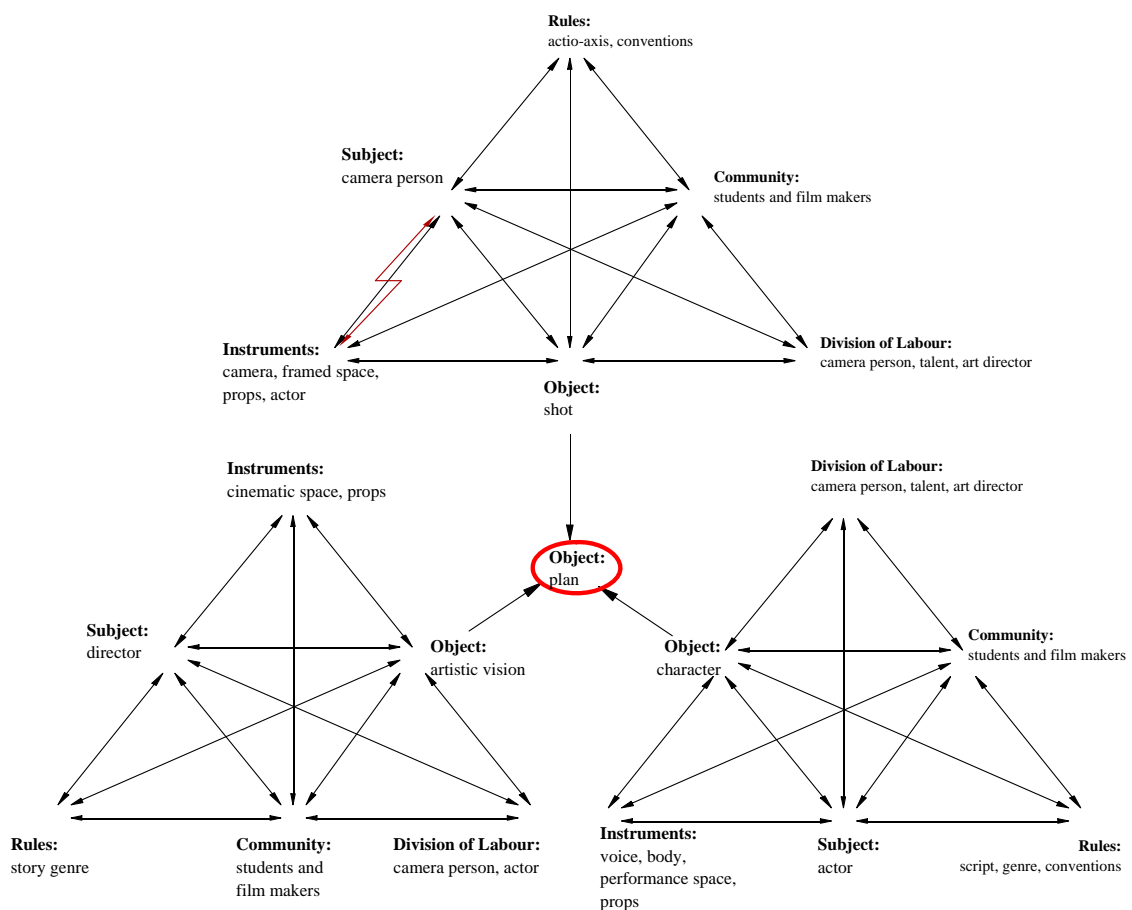 Rules:
actio-axis, conventions
Subject:
camera person
Community:
students and film makers
Instruments:
camera, framed space,
props, actor
Object:
shot
Division of Labour:
camera person, talent, art director
Instruments:
cinematic space, props
Division of Labour:
camera person, talent, art director
Object:
plan
Subject:
director
Object:
artistic vision
Object:
character
Community:
students and film makers
Rules:
story genre
Community:
students and
film makers
Division of Labour:
camera person, actor
Instruments:
voice, body,
performance space,
props
Subject:
actor
Rules:
script, genre, conventions